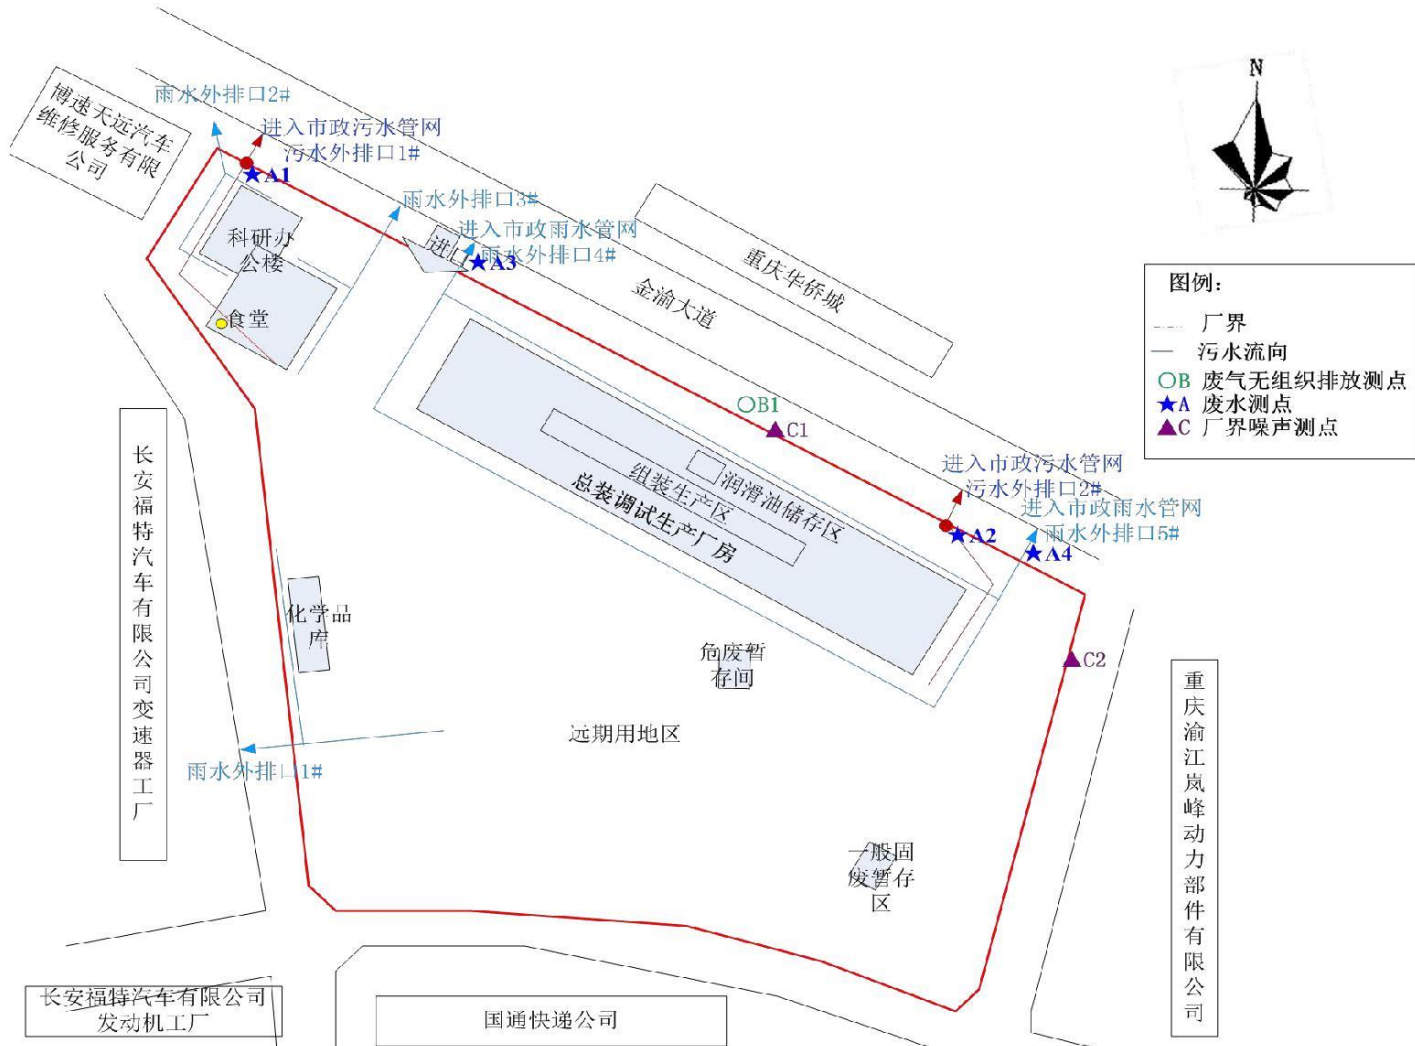 N
雨水外排口2#
博速天远汽车
维修服务有限
公司
进入市政污水管网
污水外排口1#
A1
雨水外排口3#
进口
进入市政雨水管网
雨水外排口4#
A3
科研办
公楼
食堂
重庆华侨城
金渝大道
图例：
厂界
污水流向
B 废气无组织排放测点
A 废水测点
C 厂界噪声测点
B1
C1
润滑油储存区
组装生产区
总装调试生产厂房
进入市政污水管网
污水外排口2#
A2
进入市政雨水管网
雨水外排口5#
A4
长安福特汽车有限公司变速器工厂
化学品
库
危废暂
存间
C2
远期用地区
雨水外排口1#
重庆渝江岚峰动力部件有限公司
一般固
废暂存
区
长安福特汽车有限公司
发动机工厂
国通快递公司